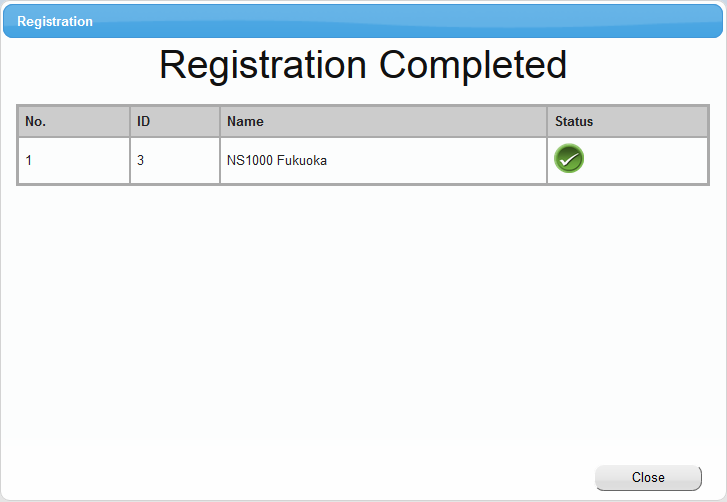 Registration
Registration Completed
No. ID Name Status
1 3 NS1000 Fukuoka
Close